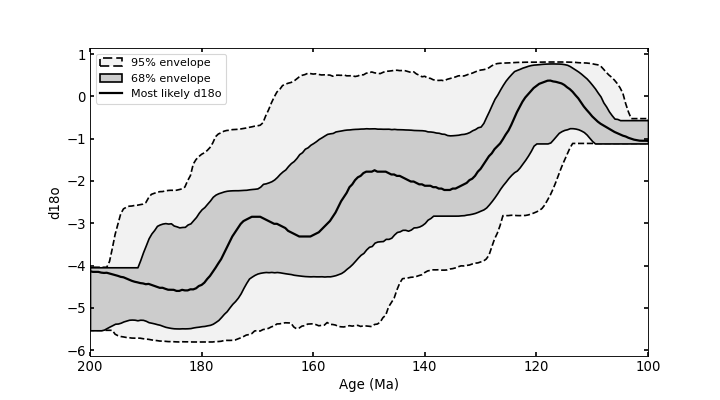 95% envelope
68% envelope
Most likely d18o
1
0
−1
−2
−3
−4
−5
−6
d18o
200 180 160 140 120 100
Age (Ma)